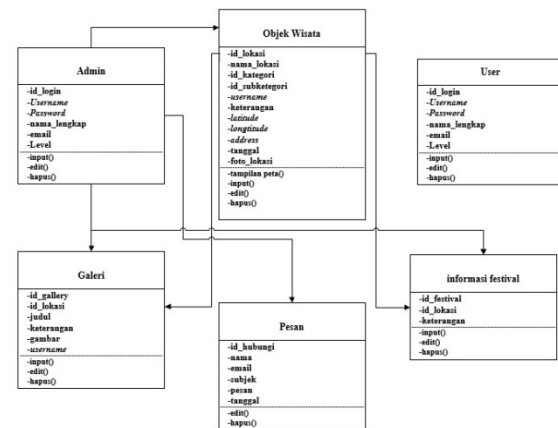 Admin
-id_login
-Username
-Password
-nama_lengkap
-email
-Level
-input()
-edit()
-hapus()
Objek Wisata
-id_lokasi
-nama_lokasi
-id_kategori
-id_subketegori
-username
-keterangan
-latitude
-longtitude
-address
-tanggal
-foto_lokasi
-tampilan peta()
-input()
-edit()
-hapus()
User
-id_login
-Username
-Password
-nama_lengkap
-email
-Level
-input()
-edit()
-hapus()
Galeri
-id_gallery
-id_lokasi
-judul
-keterangan
-gambar
-username
-input()
-edit()
-hapus()
Pesan
-id_hubungi
-nama
-email
-subjek
-pesan
-tanggal
-edit()
-hapus()
informasi festival
-id_festival
-id_lokasi
-keterangan
-input()
-edit()
-hapus()